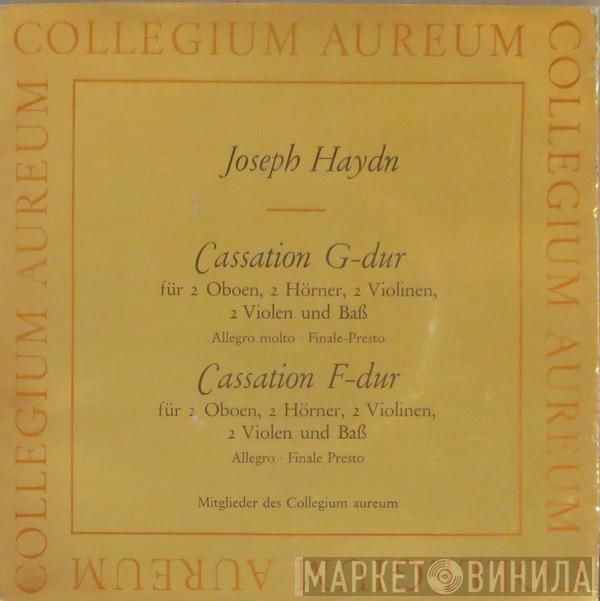 COLLEGIUM AUREUM
COLLEGIUM AUREUM
COLLEGIUM AUREUM
Joseph Haydn
Cassation G-dur
für 2 Oboen, 2 Hörner, 2 Violinen,
2 Violen und Baß
Allegro molto · Finale-Presto
Cassation F-dur
für 2 Oboen, 2 Hörner, 2 Violinen,
2 Violen und Baß
Allegro · Finale Presto
Mitglieder des Collegium aureum
AUREUM
МАРКЕТ ВИНИЛА